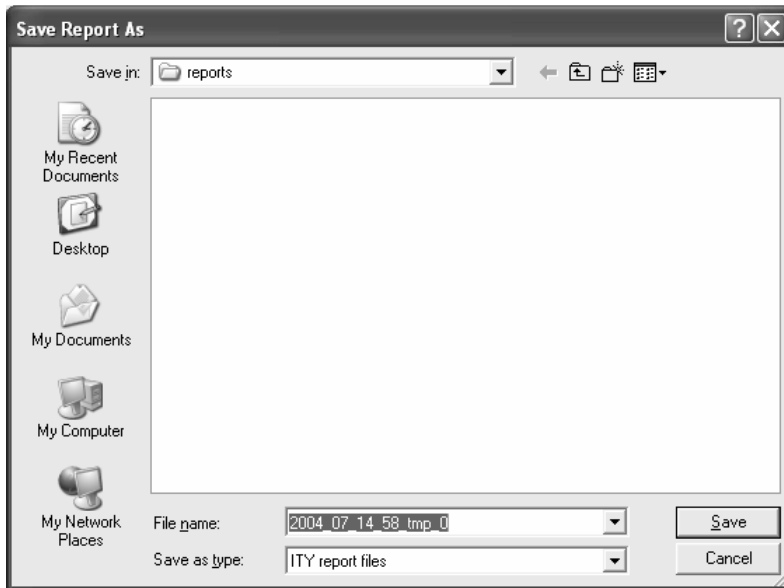 Save Report As
Save in:
reports
My Recent
Documents
Desktop
My Documents
My Computer
My Network
Places
File name:
2004_07_14_58_tmp_0
Save
Save as type:
ITY report files
Cancel